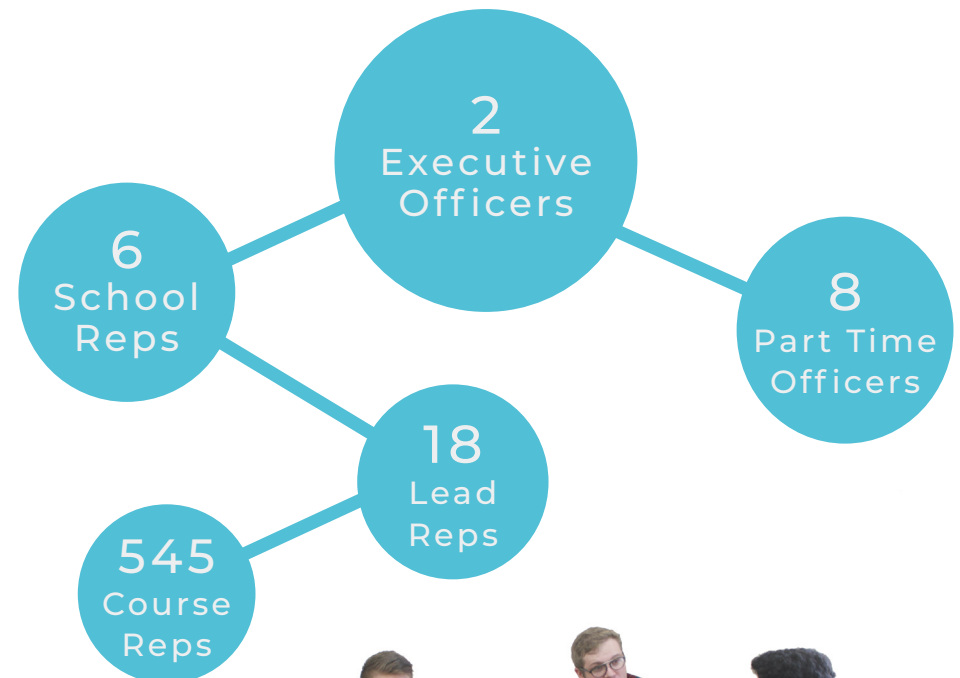 2
Executive
Officers
6
School
Reps
8
Part Time
Officers
18
Lead
Reps
545
Course
Reps